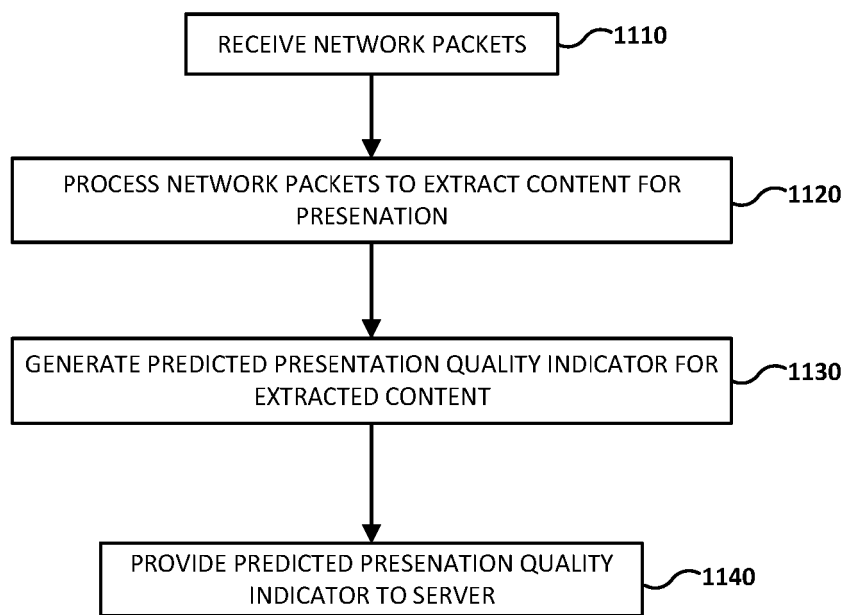 RECEIVE NETWORK PACKETS
1110
PROCESS NETWORK PACKETS TO EXTRACT CONTENT FOR
PRESENATION
1120
GENERATE PREDICTED PRESENTATION QUALITY INDICATOR FOR
EXTRACTED CONTENT
1130
PROVIDE PREDICTED PRESENATION QUALITY
INDICATOR TO SERVER
1140